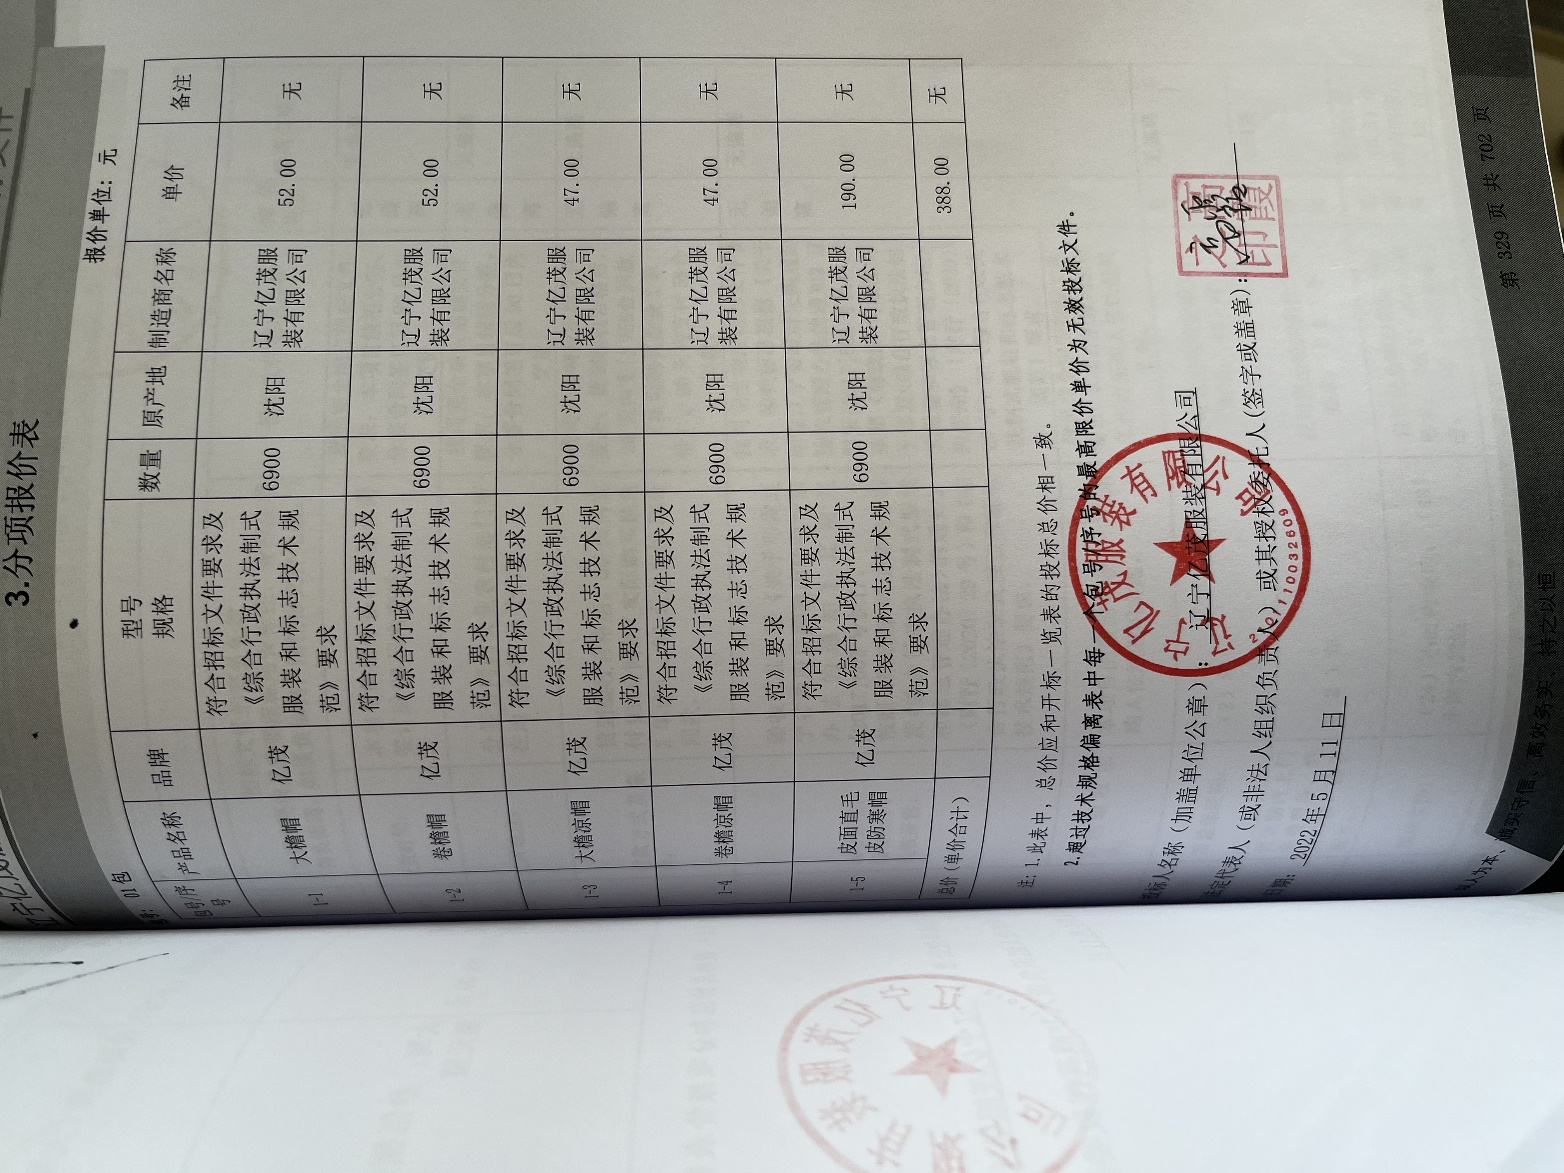 3.分项报价表
01包
报价单位：元
包号/序号 产品名称 品牌 型号规格 数量 原产地 制造商名称 单价 备注
1-1 大檐帽 亿茂 符合招标文件要求及《综合行政执法制式服装和标志技术规范》要求 6900 沈阳 辽宁亿茂服装有限公司 52.00 无
1-2 卷檐帽 亿茂 符合招标文件要求及《综合行政执法制式服装和标志技术规范》要求 6900 沈阳 辽宁亿茂服装有限公司 52.00 无
1-3 大檐凉帽 亿茂 符合招标文件要求及《综合行政执法制式服装和标志技术规范》要求 6900 沈阳 辽宁亿茂服装有限公司 47.00 无
1-4 卷檐凉帽 亿茂 符合招标文件要求及《综合行政执法制式服装和标志技术规范》要求 6900 沈阳 辽宁亿茂服装有限公司 47.00 无
1-5 皮面直毛皮防寒帽 亿茂 符合招标文件要求及《综合行政执法制式服装和标志技术规范》要求 6900 沈阳 辽宁亿茂服装有限公司 190.00 无
总价（单价合计） 388.00 无
注：1.此表中，总价应和开标一览表的投标总价相一致。
2.超过技术规格偏离表中每一个包号/序号的最高限价单价为无效投标文件。
投标人名称（加盖单位公章）：辽宁亿茂服装有限公司
法定代表人（或非法人组织负责人）或其授权委托人（签字或盖章）：
日期：2022年5月11日
辽宁亿茂服装有限公司
2101110032609
高霞之印
第 329 页 共 702 页
与人为本、诚实守信、高效务实、持之以恒